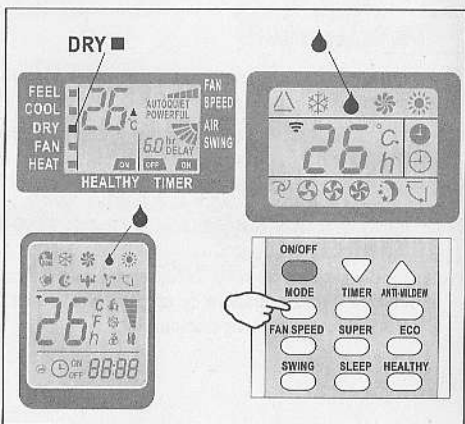 DRY
FEEL
COOL
DRY
FAN
HEAT
26 °C
AUTOQUIET
POWERFUL
6.0 hr
DELAY
FAN
SPEED
AIR
SWING
ON OFF ON
HEALTHY TIMER
26 °C
h
26 C
F
h
ON
OFF 88:88
ON/OFF
MODE TIMER ANTI-MILDEW
FAN SPEED SUPER ECO
SWING SLEEP HEALTHY